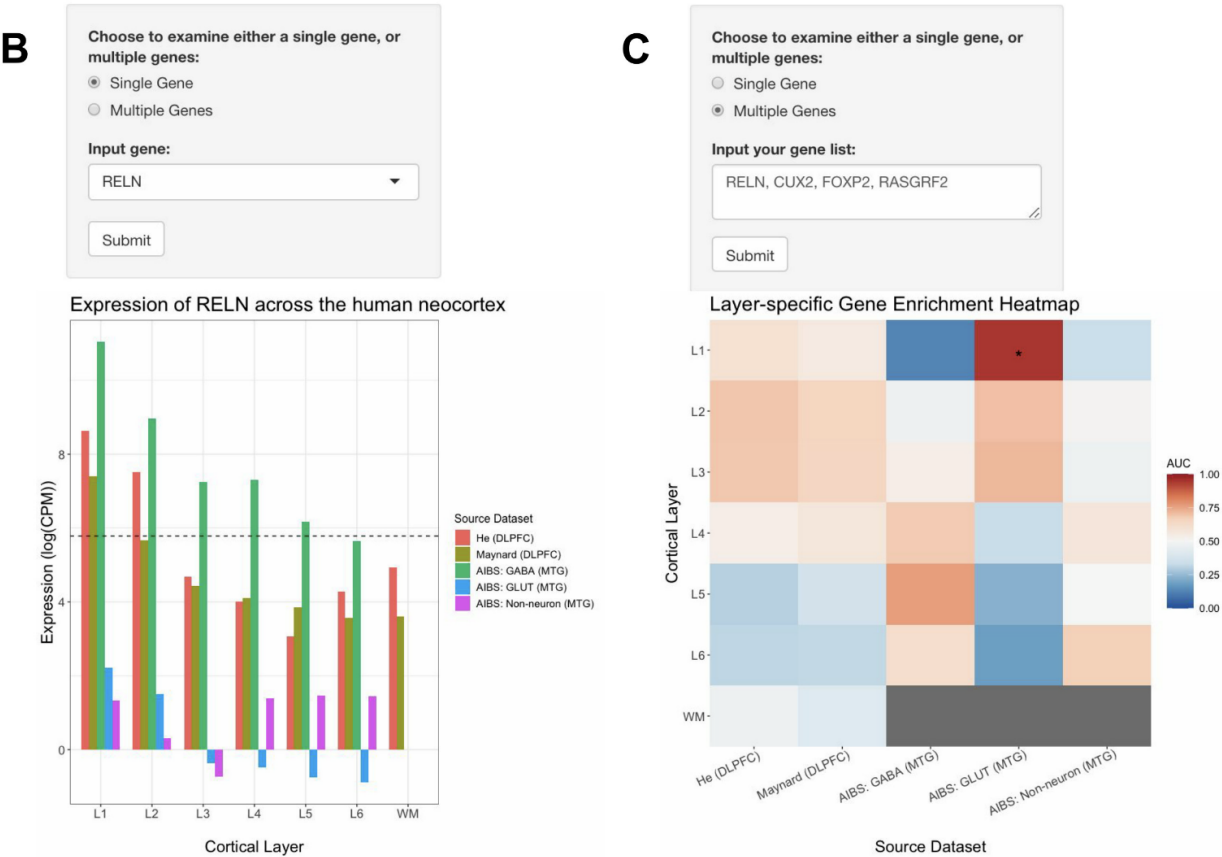 B
Choose to examine either a single gene, or
multiple genes:
Single Gene
Multiple Genes
Input gene:
RELN
Submit
Expression of RELN across the human neocortex
Expression (log(CPM))
8
4
0
L1 L2 L3 L4 L5 L6 WM
Cortical Layer
Source Dataset
He (DLPFC)
Maynard (DLPFC)
AIBS: GABA (MTG)
AIBS: GLUT (MTG)
AIBS: Non-neuron (MTG)
C
Choose to examine either a single gene, or
multiple genes:
Single Gene
Multiple Genes
Input your gene list:
RELN, CUX2, FOXP2, RASGRF2
Submit
Layer-specific Gene Enrichment Heatmap
Cortical Layer
L1
*
L2
L3
L4
L5
L6
WM
He (DLPFC)
Maynard (DLPFC)
AIBS: GABA (MTG)
AIBS: GLUT (MTG)
AIBS: Non-neuron (MTG)
Source Dataset
AUC
1.00
0.75
0.50
0.25
0.00